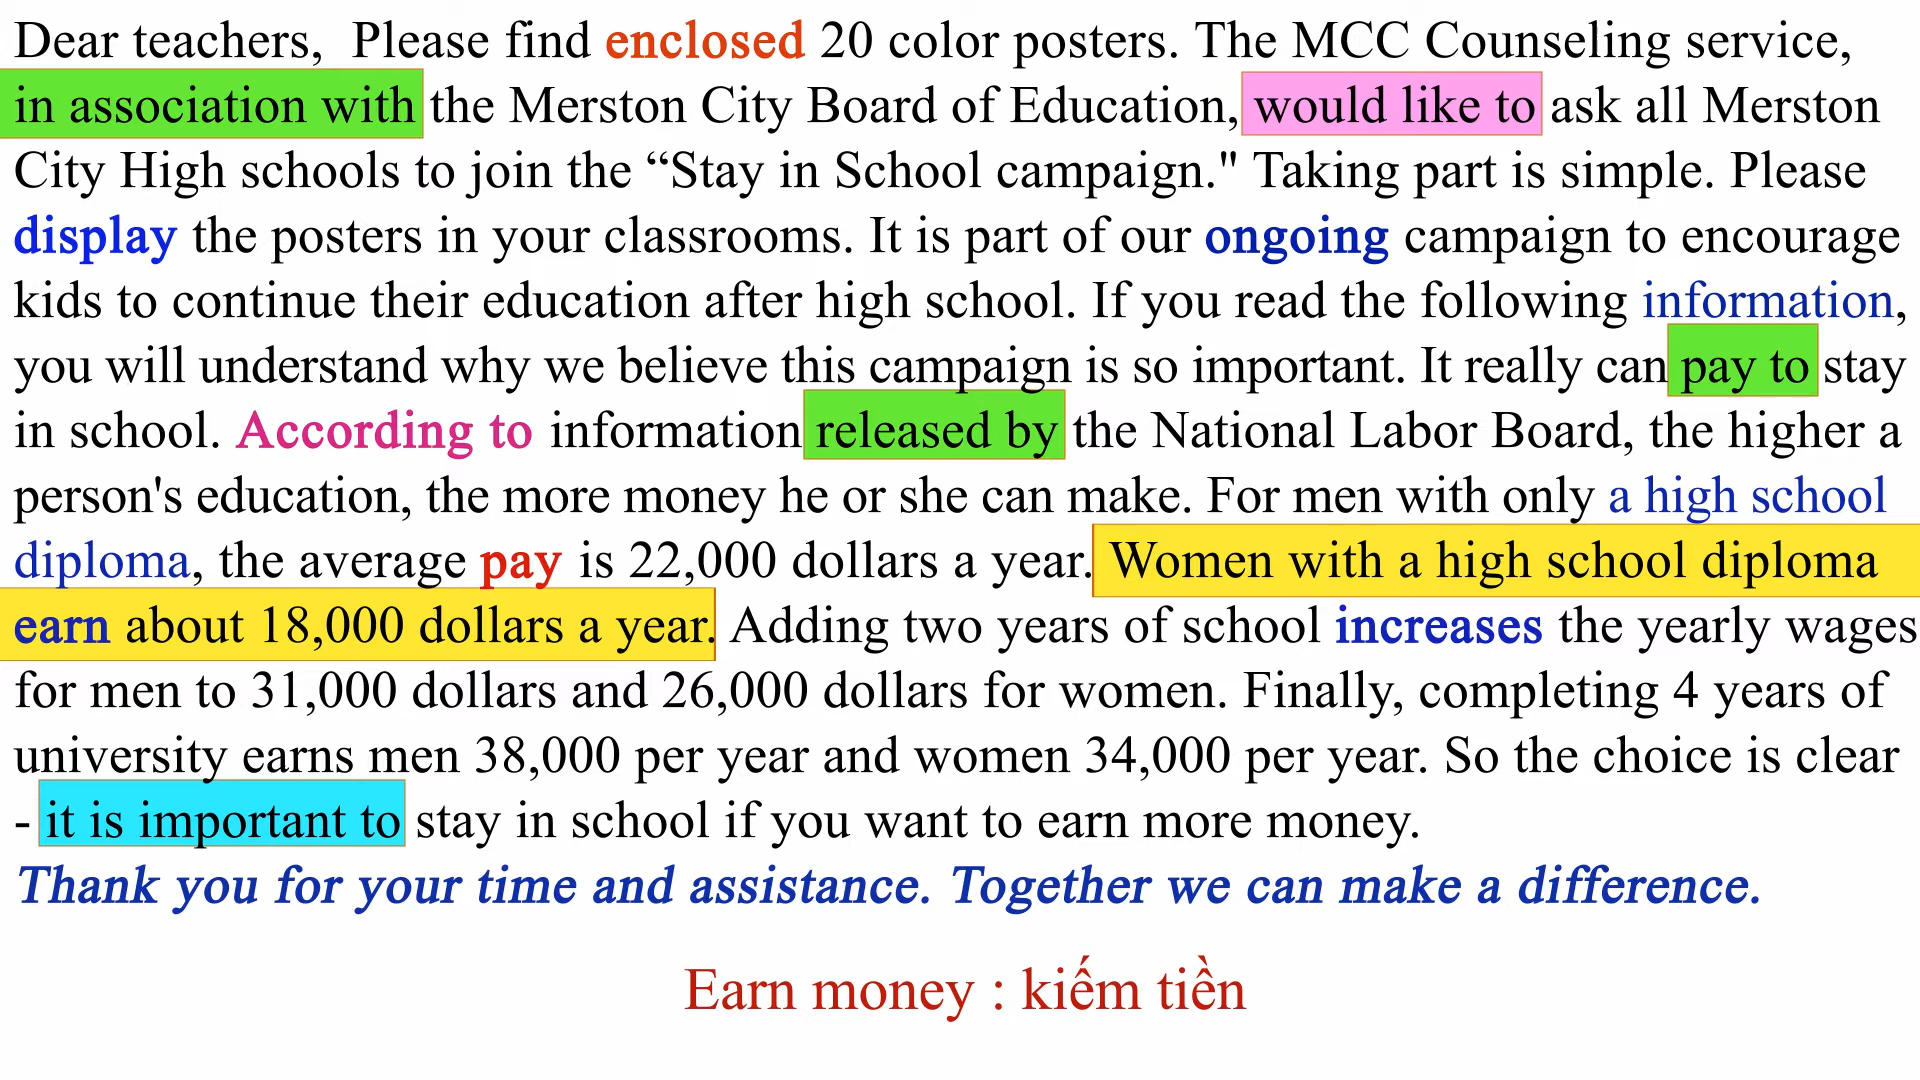 Dear teachers,  Please find enclosed 20 color posters. The MCC Counseling service,
in association with the Merston City Board of Education, would like to ask all Merston
City High schools to join the “Stay in School campaign." Taking part is simple. Please
display the posters in your classrooms. It is part of our ongoing campaign to encourage
kids to continue their education after high school. If you read the following information,
you will understand why we believe this campaign is so important. It really can pay to stay
in school. According to information released by the National Labor Board, the higher a
person's education, the more money he or she can make. For men with only a high school
diploma, the average pay is 22,000 dollars a year. Women with a high school diploma
earn about 18,000 dollars a year. Adding two years of school increases the yearly wages
for men to 31,000 dollars and 26,000 dollars for women. Finally, completing 4 years of
university earns men 38,000 per year and women 34,000 per year. So the choice is clear
- it is important to stay in school if you want to earn more money.
Thank you for your time and assistance. Together we can make a difference.
Earn money : kiếm tiền